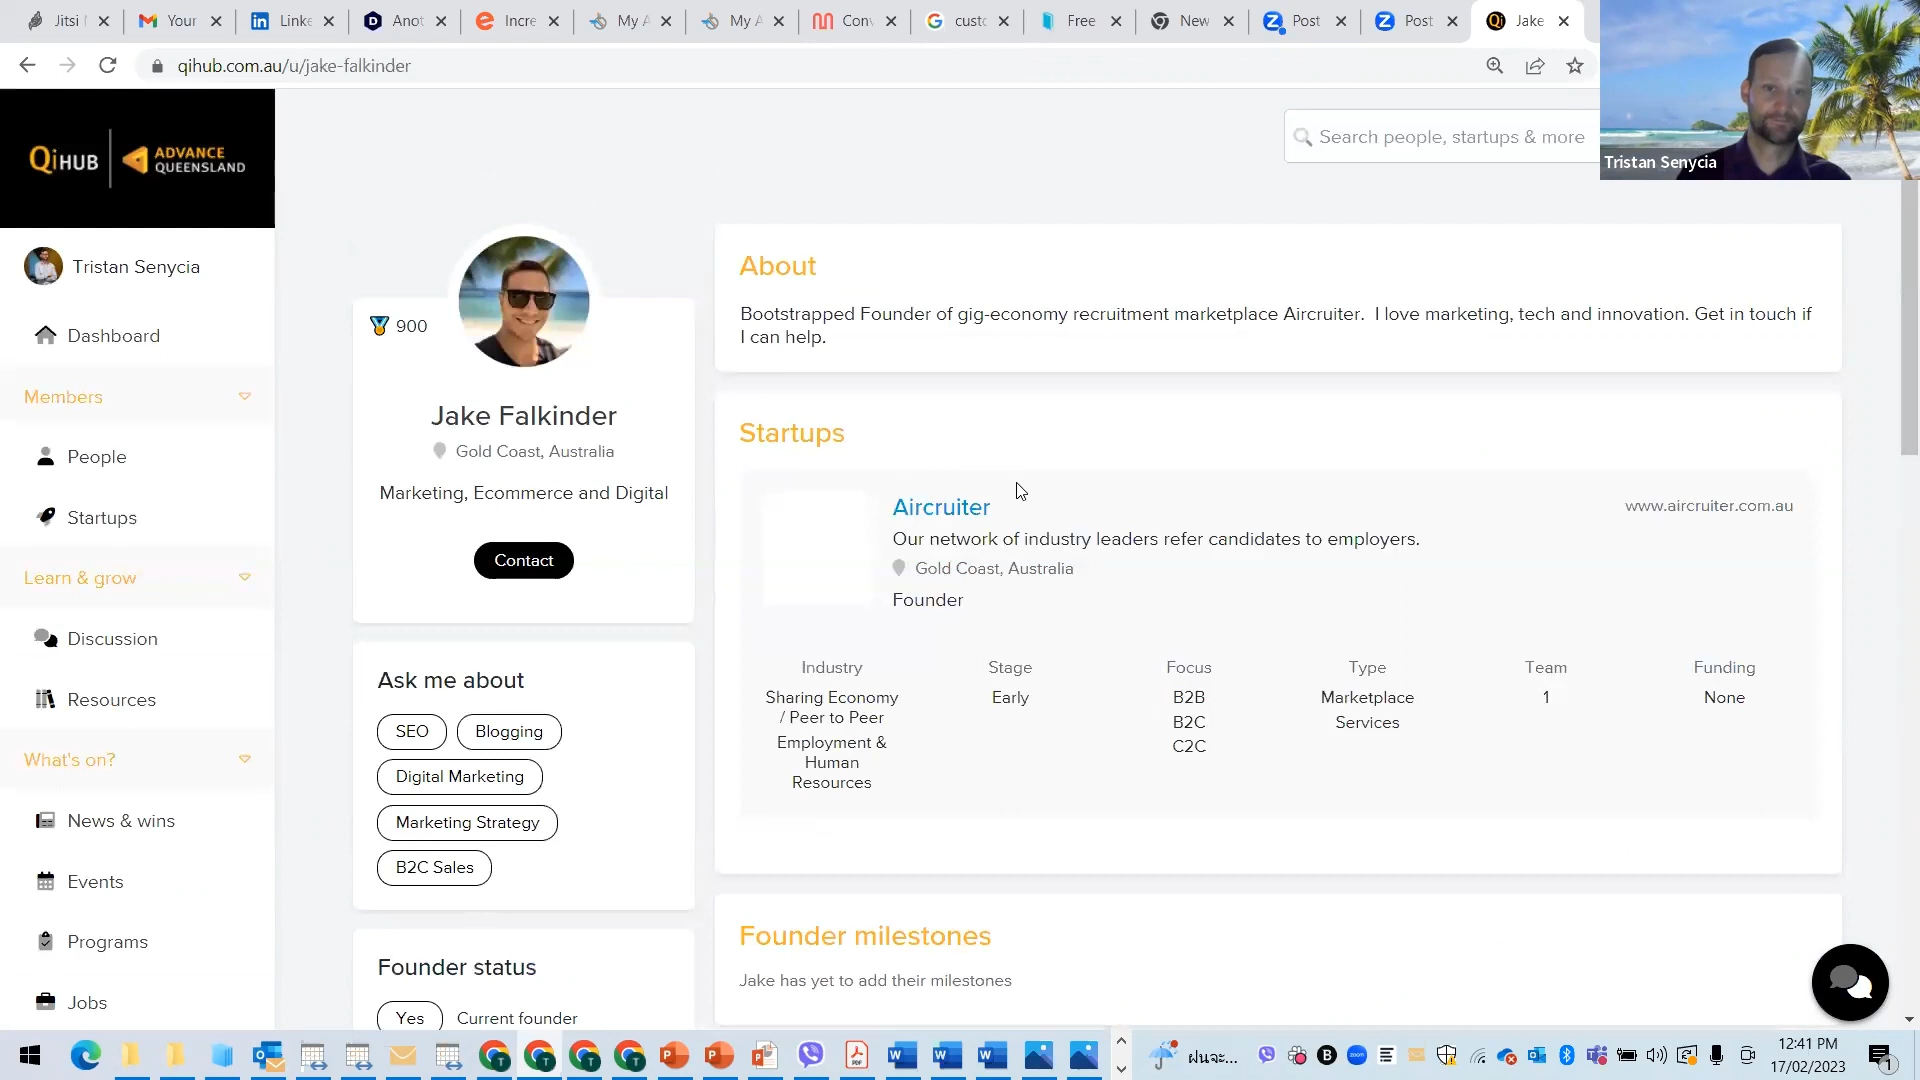 Jitsi M
Your
Linke
Anot
Incre
My A
My A
Conv
custo
Free
New
Post
Post
Jake
qihub.com.au/u/jake-falkinder
QiHUB
ADVANCE
QUEENSLAND
Search people, startups & more
Tristan Senycia
Tristan Senycia
Dashboard
Members
People
Startups
Learn & grow
Discussion
Resources
What's on?
News & wins
Events
Programs
Jobs
900
Jake Falkinder
Gold Coast, Australia
Marketing, Ecommerce and Digital
Contact
Ask me about
SEO
Blogging
Digital Marketing
Marketing Strategy
B2C Sales
Founder status
Yes
Current founder
About
Bootstrapped Founder of gig-economy recruitment marketplace Aircruiter. I love marketing, tech and innovation. Get in touch if
I can help.
Startups
Aircruiter
www.aircruiter.com.au
Our network of industry leaders refer candidates to employers.
Gold Coast, Australia
Founder
Industry
Sharing Economy
/ Peer to Peer
Employment &
Human
Resources
Stage
Early
Focus
B2B
B2C
C2C
Type
Marketplace
Services
Team
1
Funding
None
Founder milestones
Jake has yet to add their milestones
ฝนจะ...
12:41 PM
17/02/2023
1